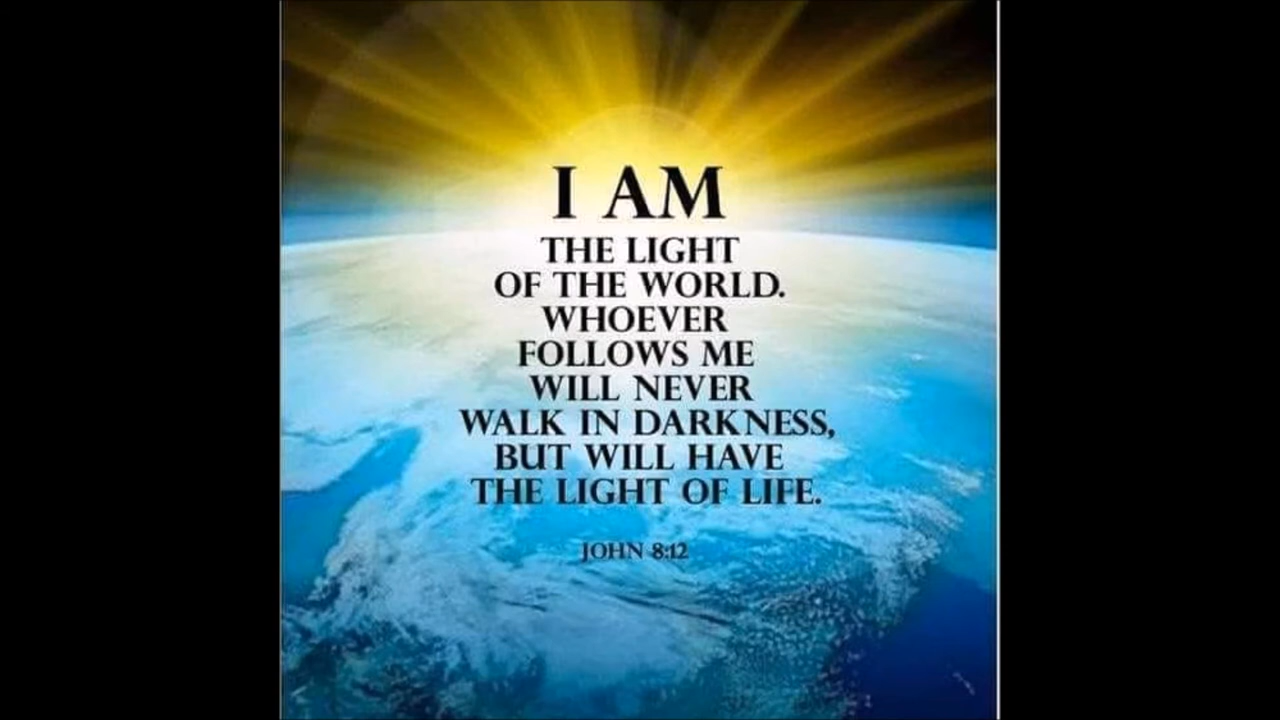 I AM
THE LIGHT
OF THE WORLD.
WHOEVER
FOLLOWS ME
WILL NEVER
WALK IN DARKNESS,
BUT WILL HAVE
THE LIGHT OF LIFE.
JOHN 8:12